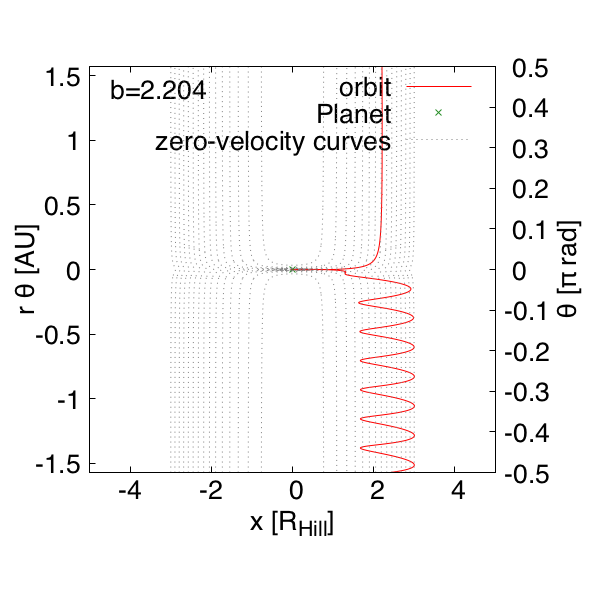 b=2.204
orbit
Planet
zero-velocity curves
r θ [AU]
1.5
1
0.5
0
-0.5
-1
-1.5
0.5
0.4
0.3
0.2
0.1
0
-0.1
-0.2
-0.3
-0.4
-0.5
θ [π rad]
-4 -2 0 2 4
x [R_Hill]